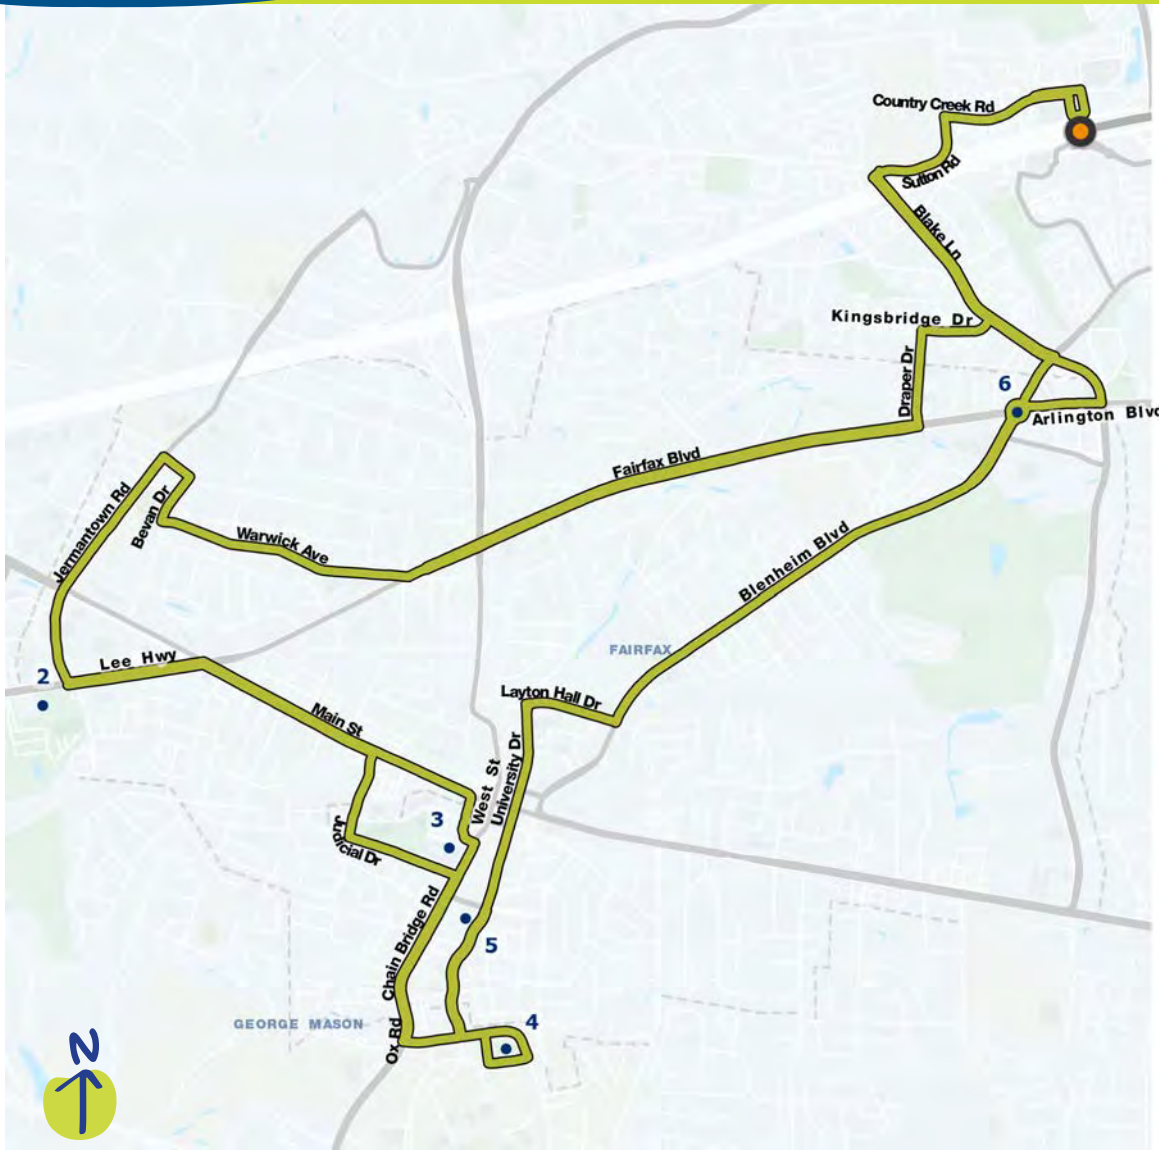 Country Creek Rd
Sutton Rd
Blake Ln
Kingsbridge Dr
Draper Dr
6
Arlington Blvd
Fairfax Blvd
Jermantown Rd
Bevan Dr
Warwick Ave
Blenheim Blvd
FAIRFAX
Lee Hwy
2
Layton Hall Dr
Main St
West St
University Dr
3
Judicial Dr
Chain Bridge Rd
5
4
GEORGE MASON
Ox Rd
N